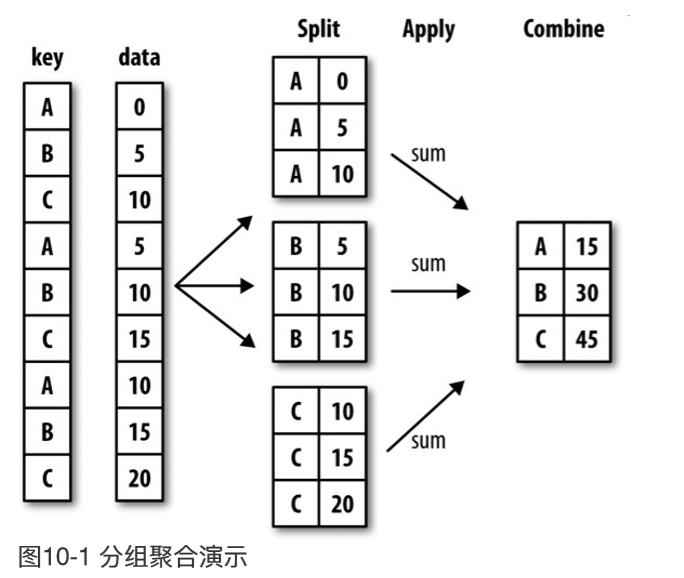 Split Apply Combine
key data
A 0
B 5
C 10
A 5
B 10
C 15
A 10
B 15
C 20
A 0
A 5
A 10
B 5
B 10
B 15
C 10
C 15
C 20
sum
sum
sum
A 15
B 30
C 45
图10-1 分组聚合演示